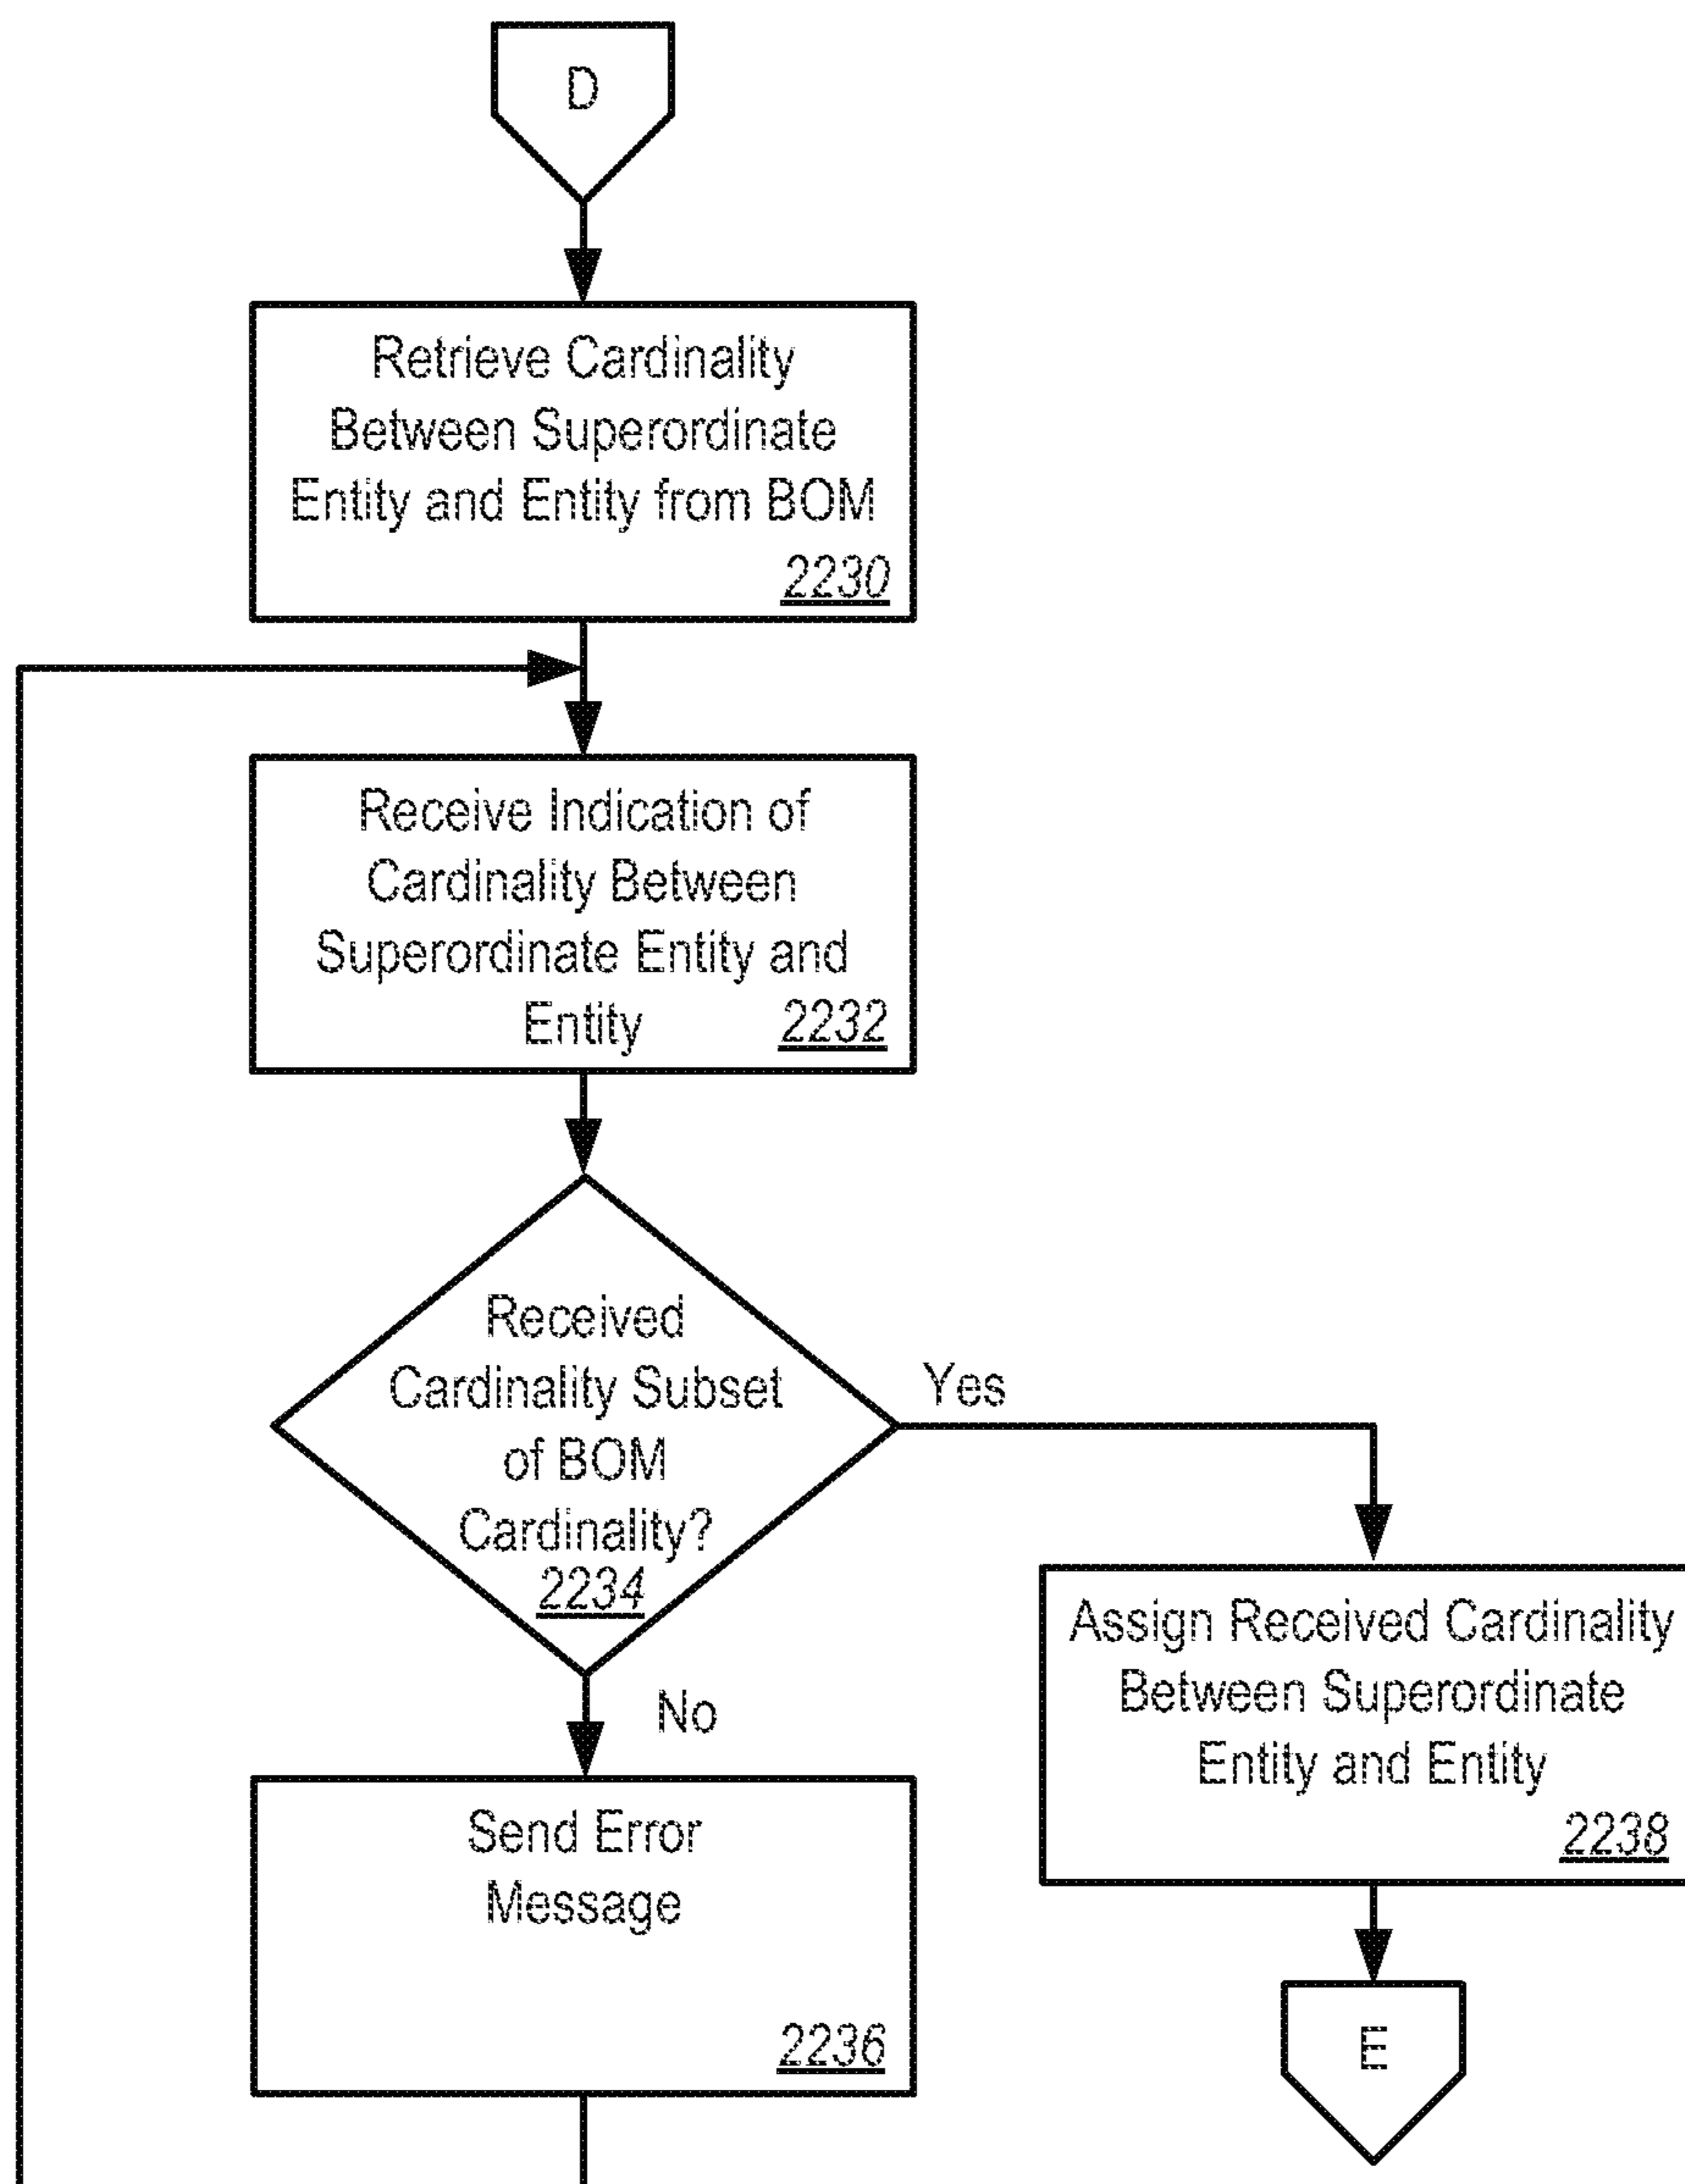 D
Retrieve Cardinality
Between Superordinate
Entity and Entity from BOM
2230
Receive Indication of
Cardinality Between
Superordinate Entity and
Entity 2232
Received
Cardinality Subset
of BOM
Cardinality?
2234
Yes
No
Send Error
Message
2236
Assign Received Cardinality
Between Superordinate
Entity and Entity
2238
E